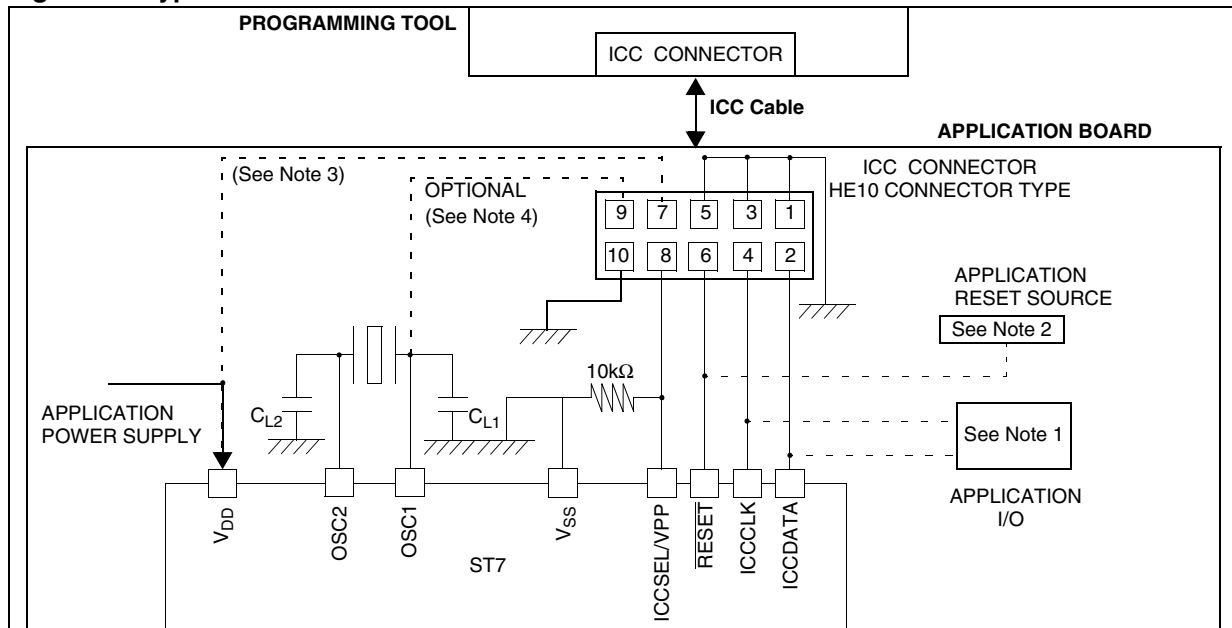 PROGRAMMING TOOL
ICC CONNECTOR
ICC Cable
APPLICATION BOARD
(See Note 3)
OPTIONAL
(See Note 4)
ICC CONNECTOR
HE10 CONNECTOR TYPE
9 7 5 3 1
10 8 6 4 2
APPLICATION
RESET SOURCE
See Note 2
10kΩ
APPLICATION
POWER SUPPLY
CL2
CL1
See Note 1
APPLICATION
I/O
VDD
OSC2
OSC1
VSS
ICCSEL/VPP
RESET
ICCCLK
ICCDATA
ST7